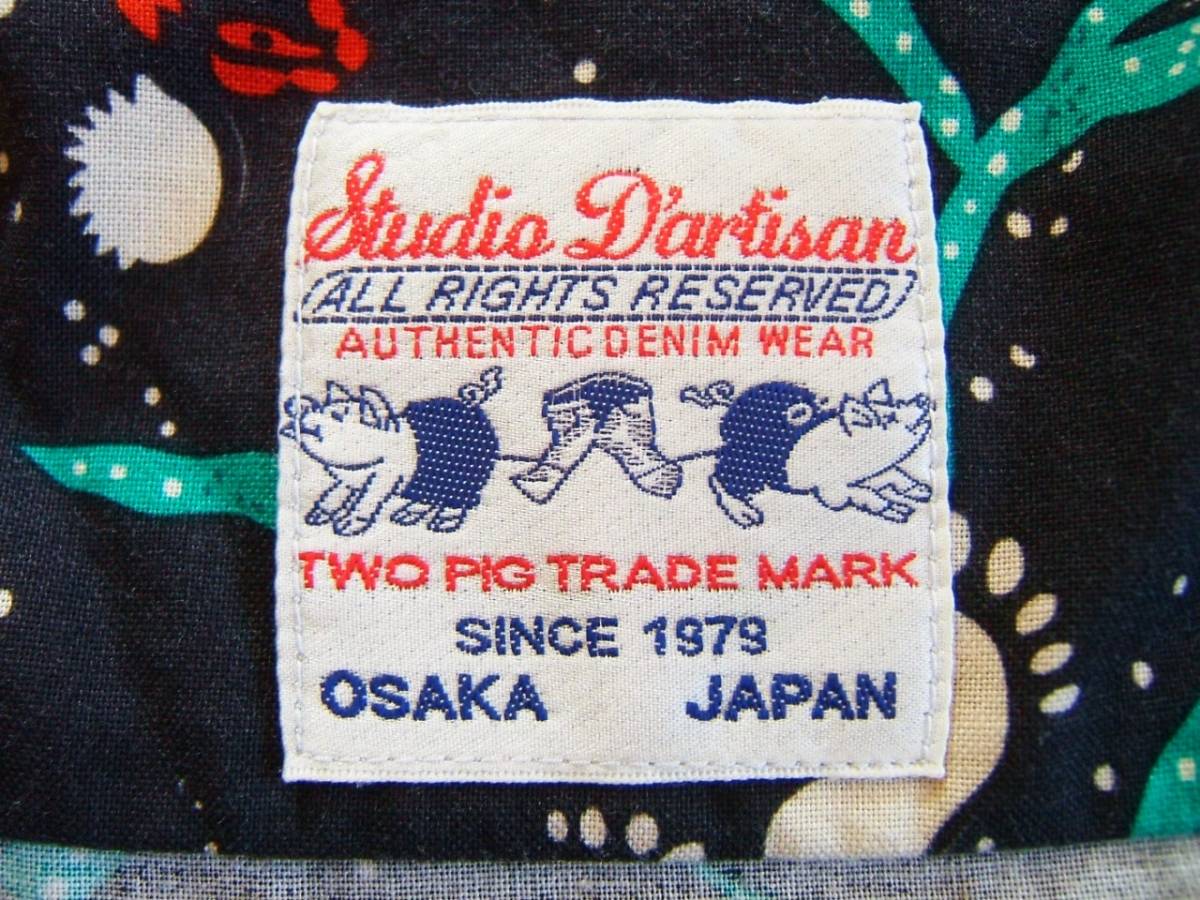 Studio D'artisan
ALL RIGHTS RESERVED
AUTHENTIC DENIM WEAR
TWO PIG TRADE MARK
SINCE 1979
OSAKA JAPAN